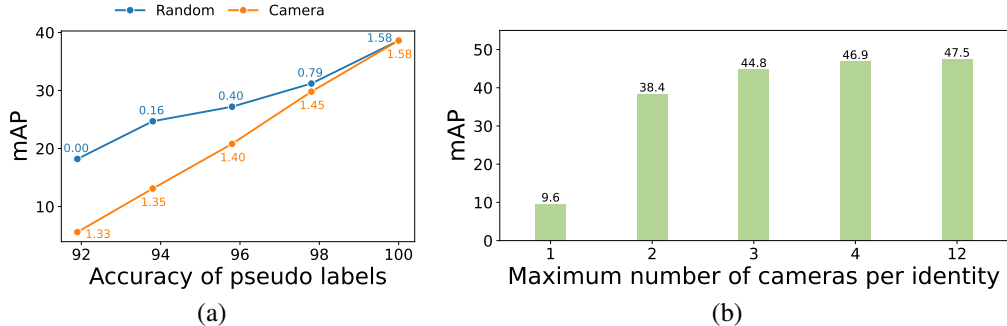 Random Camera
40
30
20
10
mAP
0.00
0.16
0.40
0.79
1.58
1.58
1.45
1.40
1.35
1.33
92 94 96 98 100
Accuracy of pseudo labels
(a)
50
40
30
20
10
0
mAP
9.6
38.4
44.8
46.9
47.5
1 2 3 4 12
Maximum number of cameras per identity
(b)